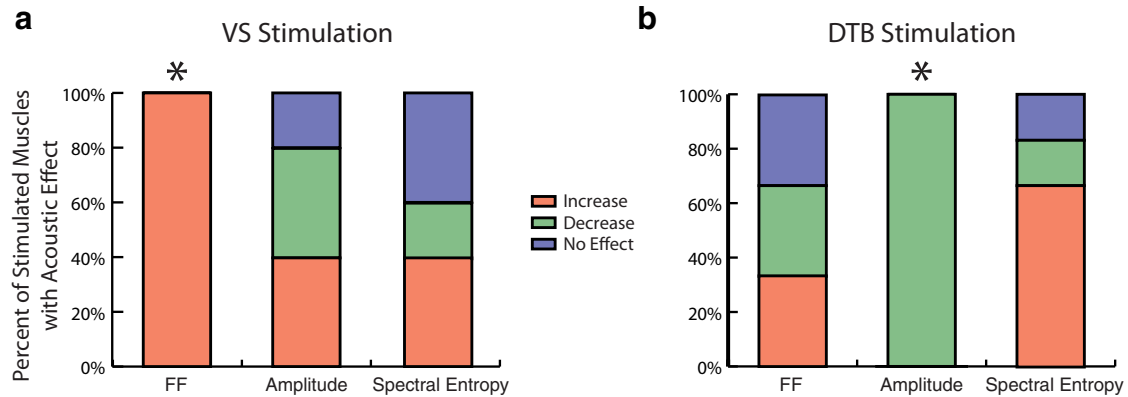 a
VS Stimulation
b
DTB Stimulation
*
*
Percent of Stimulated Muscles
with Acoustic Effect
100%
80%
60%
40%
20%
0%
FF
Amplitude
Spectral Entropy
Increase
Decrease
No Effect
100%
80%
60%
40%
20%
0%
FF
Amplitude
Spectral Entropy